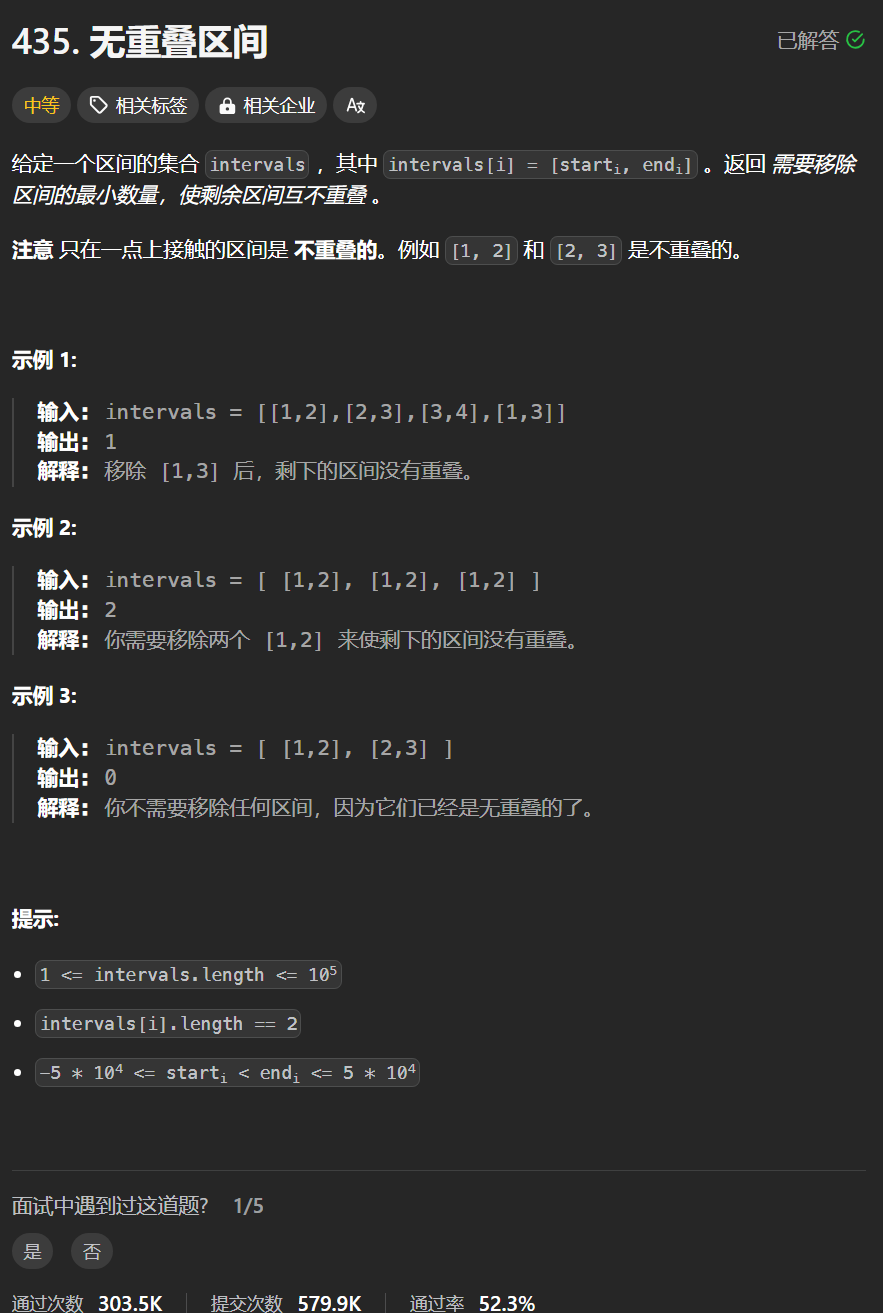 435. 无重叠区间
已解答
中等 相关标签 相关企业 Aあ
给定一个区间的集合 intervals ，其中 intervals[i] = [starti, endi] 。返回 需要移除
区间的最小数量，使剩余区间互不重叠 。
注意 只在一点上接触的区间是 不重叠的。例如 [1, 2] 和 [2, 3] 是不重叠的。
示例 1:
输入: intervals = [[1,2],[2,3],[3,4],[1,3]]
输出: 1
解释: 移除 [1,3] 后，剩下的区间没有重叠。
示例 2:
输入: intervals = [ [1,2], [1,2], [1,2] ]
输出: 2
解释: 你需要移除两个 [1,2] 来使剩下的区间没有重叠。
示例 3:
输入: intervals = [ [1,2], [2,3] ]
输出: 0
解释: 你不需要移除任何区间，因为它们已经是无重叠的了。
提示:
1 <= intervals.length <= 10⁵
intervals[i].length == 2
-5 * 10⁴ <= starti < endi <= 5 * 10⁴
面试中遇到过这道题? 1/5
是 否
通过次数 303.5K 提交次数 579.9K 通过率 52.3%